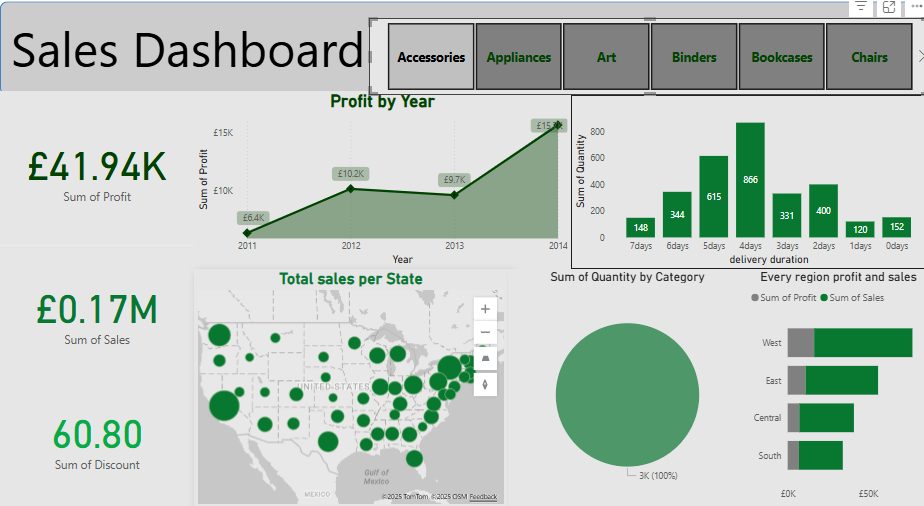 Sales Dashboard
Accessories
Appliances
Art
Binders
Bookcases
Chairs
£41.94K
Sum of Profit
Profit by Year
Sum of Profit
£15K
£10K
£6.4K
£10.2K
£9.7K
2011
2012
2013
2014
Year
Sum of Quantity
800
600
400
200
0
148
344
615
866
331
400
120
152
7days
6days
5days
4days
3days
2days
1days
0days
delivery duration
£0.17M
Sum of Sales
60.80
Sum of Discount
Total sales per State
UNITED STATES
Gulf of
Mexico
MEXICO
©2025 TomTom, ©2025 OSM Feedback
Sum of Quantity by Category
3K (100%)
Every region profit and sales
Sum of Profit
Sum of Sales
West
East
Central
South
£0K
£50K